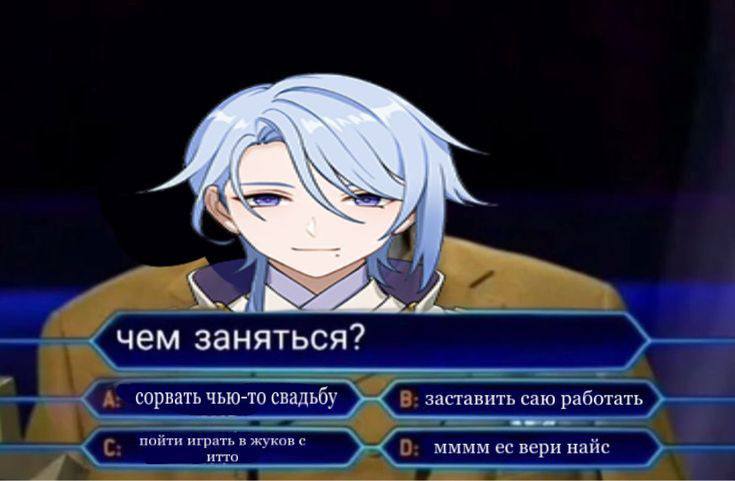 чем заняться?
A: сорвать чью-то свадьбу
B: заставить саю работать
C: пойти играть в жуков с
итто
D: мммм ес вери найс